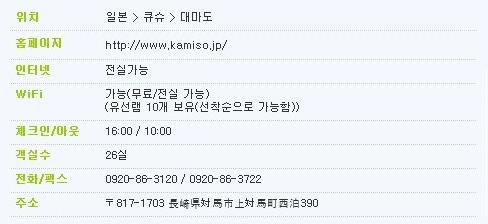 위치 일본 > 큐슈 > 대마도
홈페이지 http://www.kamiso.jp/
인터넷 전실가능
WiFi 가능(무료/전실 가능)
(유선랩 10개 보유(선착순으로 가능함))
체크인/아웃 16:00 / 10:00
객실수 26실
전화/팩스 0920-86-3120 / 0920-86-3722
주소 〒817-1703 長崎県対馬市上対馬町西泊390